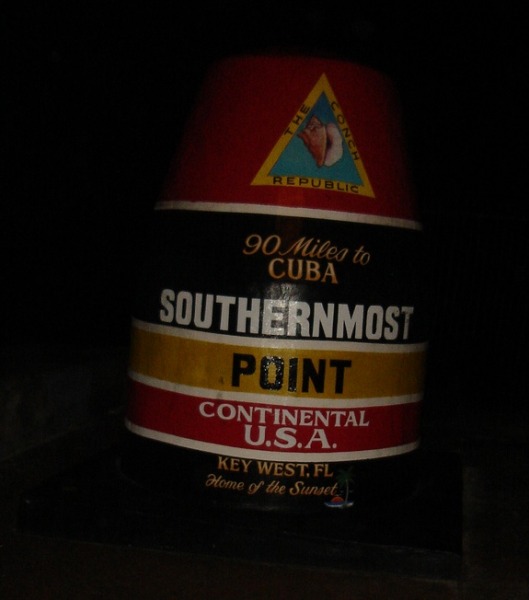 THE CONCH
REPUBLIC
90 Miles to
CUBA
SOUTHERNMOST
POINT
CONTINENTAL
U.S.A.
KEY WEST, FL
Home of the Sunset